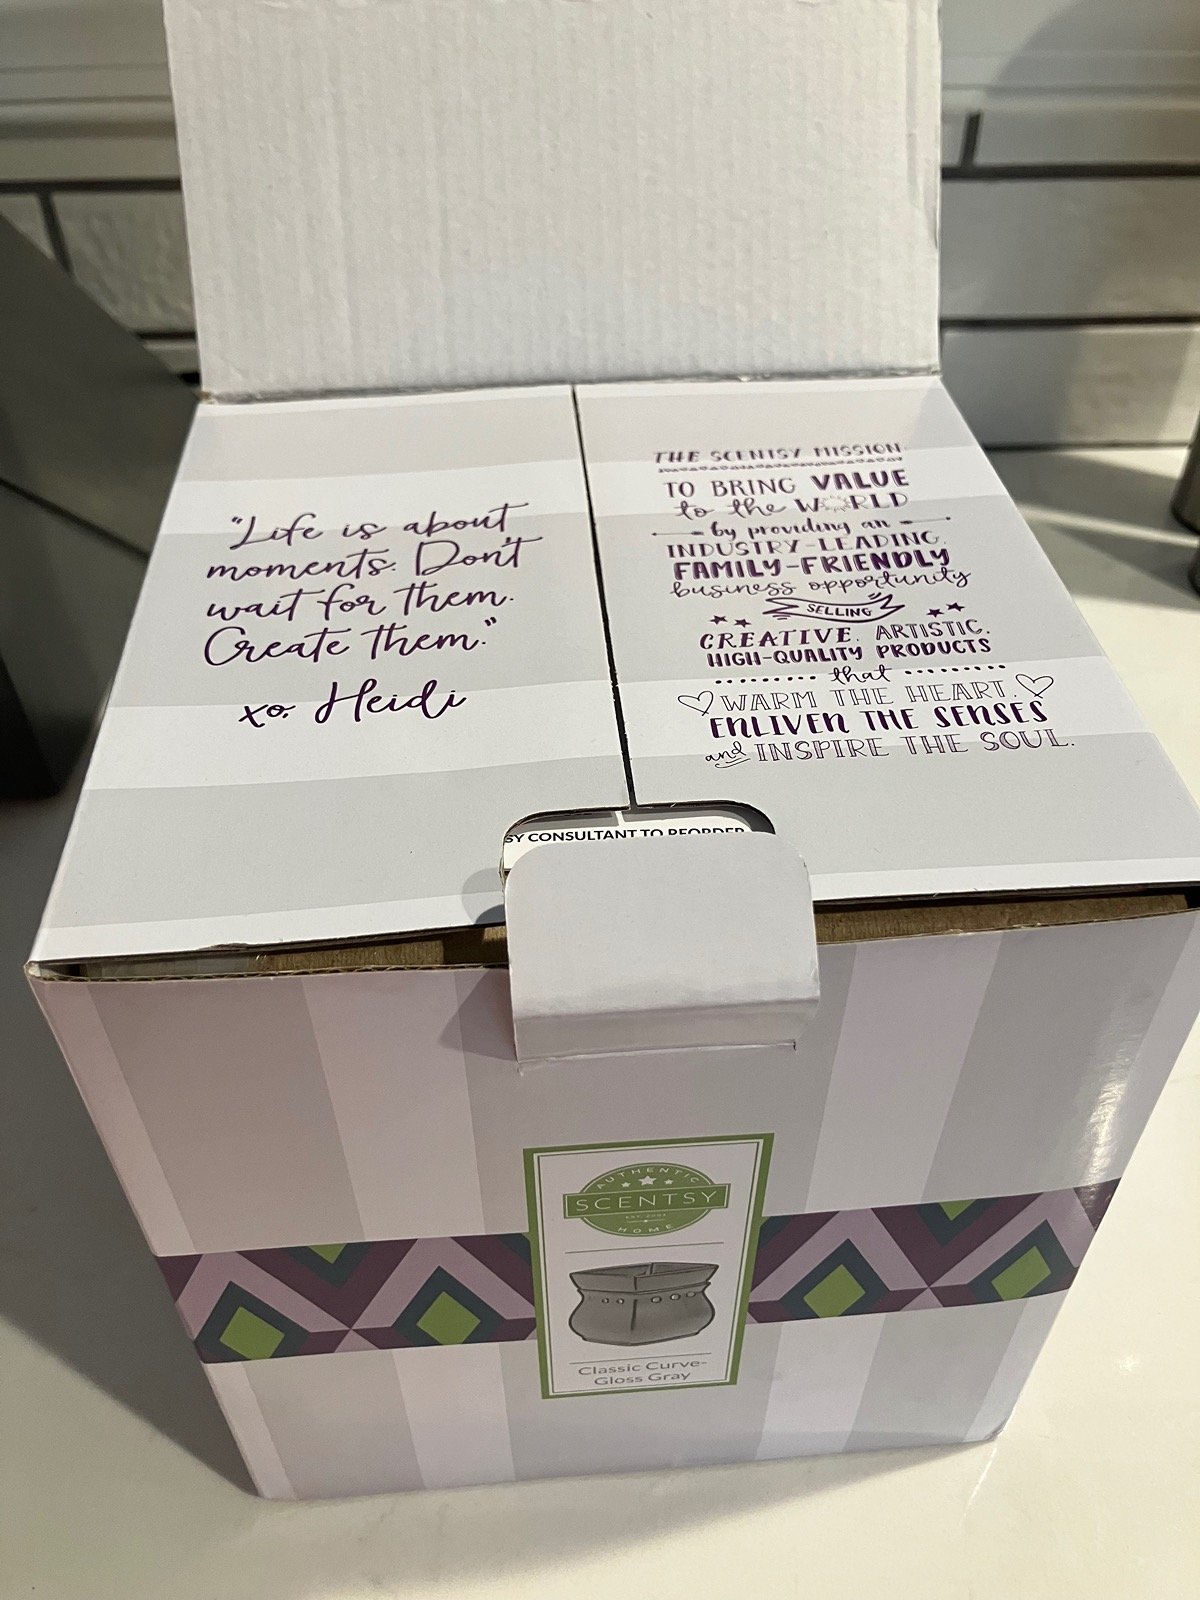 "Life is about
moments. Don't
wait for them.
Create them."
xo, Heidi
THE SCENTSY MISSION:
TO BRING VALUE
to the WORLD
by providing an
INDUSTRY-LEADING,
FAMILY-FRIENDLY
business opportunity
SELLING
CREATIVE, ARTISTIC,
HIGH-QUALITY PRODUCTS
that
WARM THE HEART,
ENLIVEN THE SENSES
and INSPIRE THE SOUL.
SY CONSULTANT TO REORDER
AUTHENTIC
SCENTSY
EST. 2004
HOME
Classic Curve-
Gloss Gray